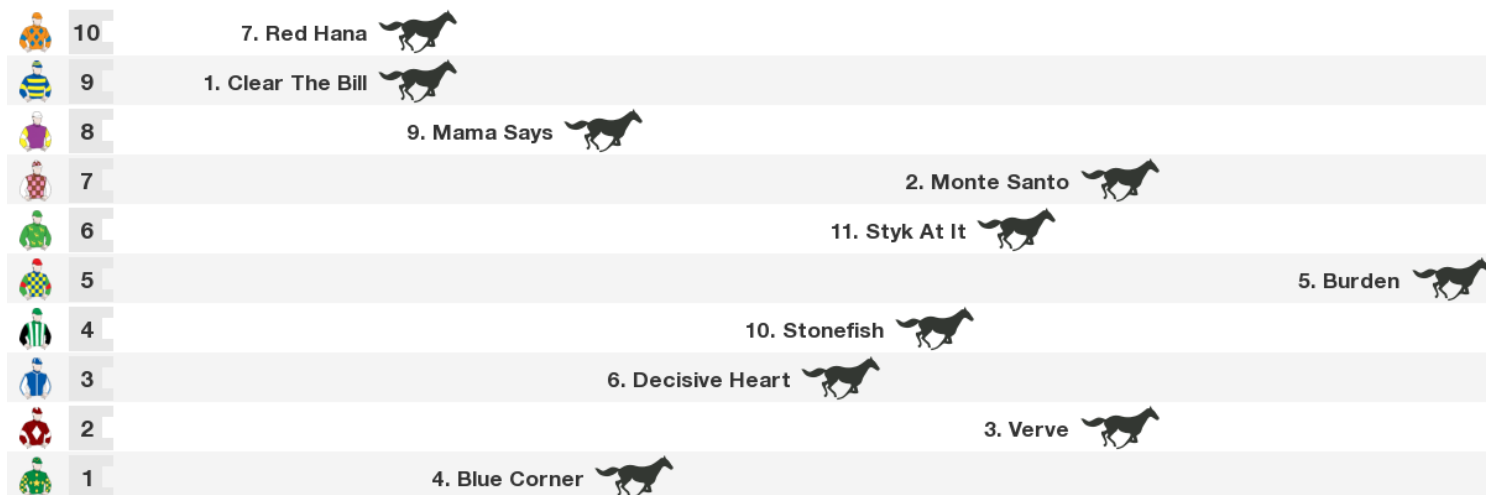 10 7. Red Hana
9 1. Clear The Bill
8 9. Mama Says
7 2. Monte Santo
6 11. Styk At It
5 5. Burden
4 10. Stonefish
3 6. Decisive Heart
2 3. Verve
1 4. Blue Corner